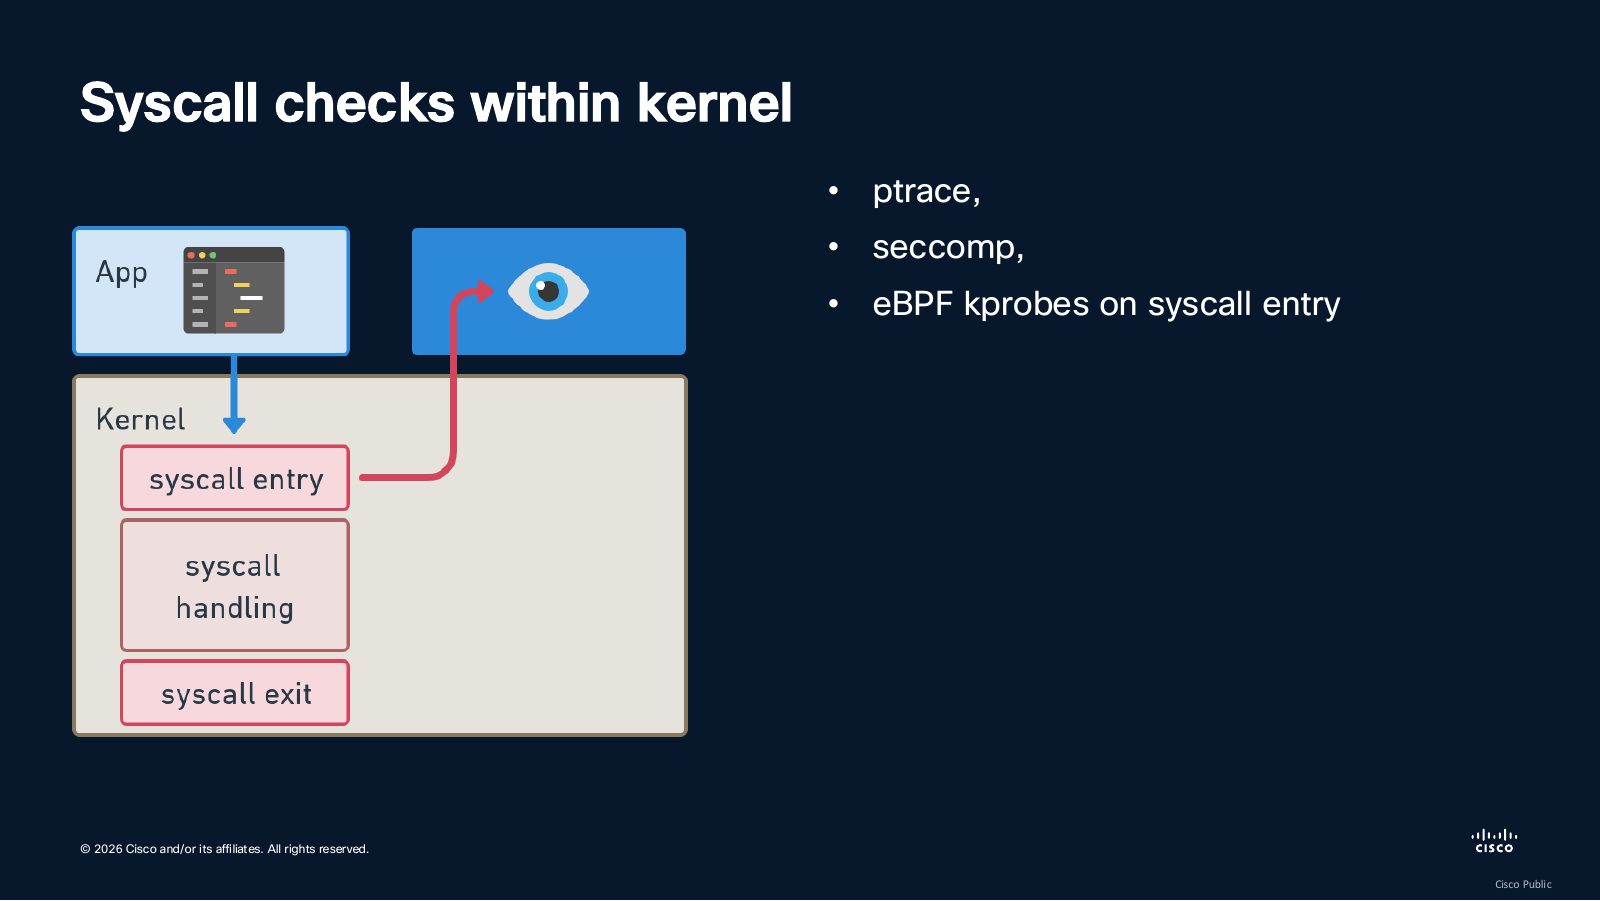 Syscall checks within kernel
• ptrace,
• seccomp,
• eBPF kprobes on syscall entry
App
Kernel
syscall entry
syscall
handling
syscall exit
© 2026 Cisco and/or its affiliates. All rights reserved.
CISCO
Cisco Public